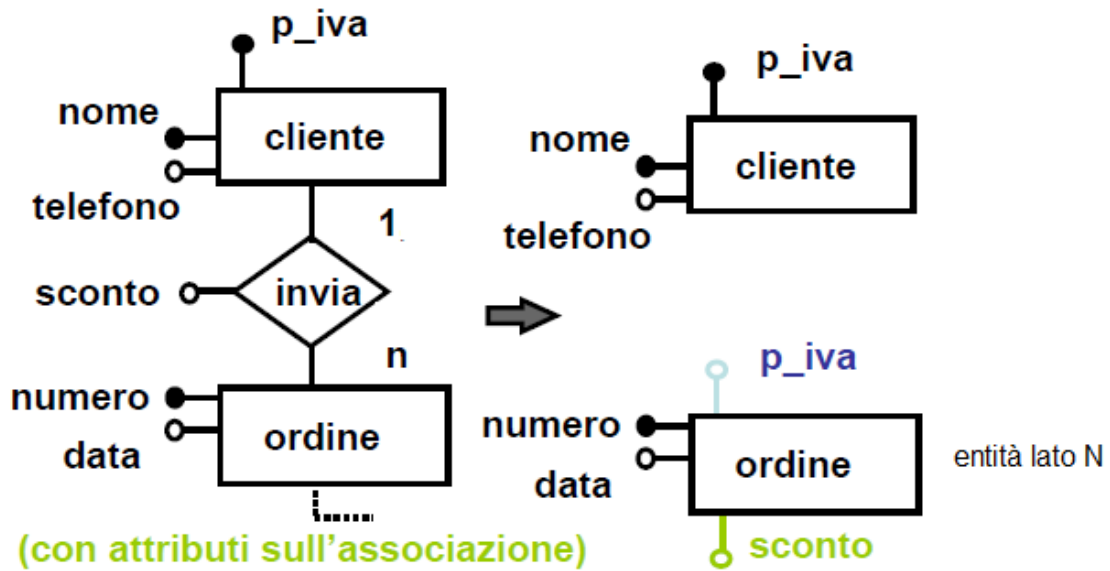 p_iva
nome
cliente
telefono
1
sconto
invia
n
numero
ordine
data
(con attributi sull'associazione)
p_iva
nome
cliente
telefono
p_iva
numero
ordine
data
entità lato N
sconto